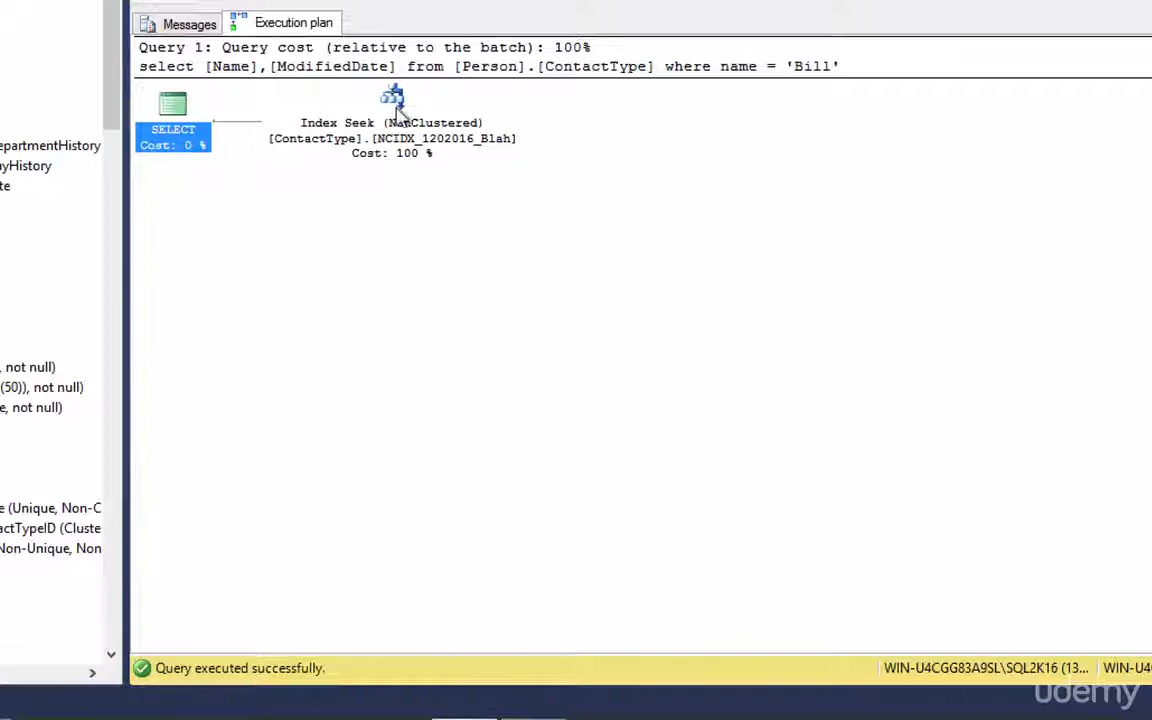 Messages
Execution plan
Query 1: Query cost (relative to the batch): 100%
select [Name],[ModifiedDate] from [Person].[ContactType] where name = 'Bill'
SELECT
Cost: 0 %
Index Seek (NonClustered)
[ContactType].[NCIDX_1202016_Blah]
Cost: 100 %
epartmentHistory
yHistory
te
, not null)
(50)), not null)
e, not null)
e (Unique, Non-C
actTypeID (Cluste
Non-Unique, Non
Query executed successfully.
WIN-U4CGG83A9SL\SQL2K16 (13...
WIN-U4
udemy